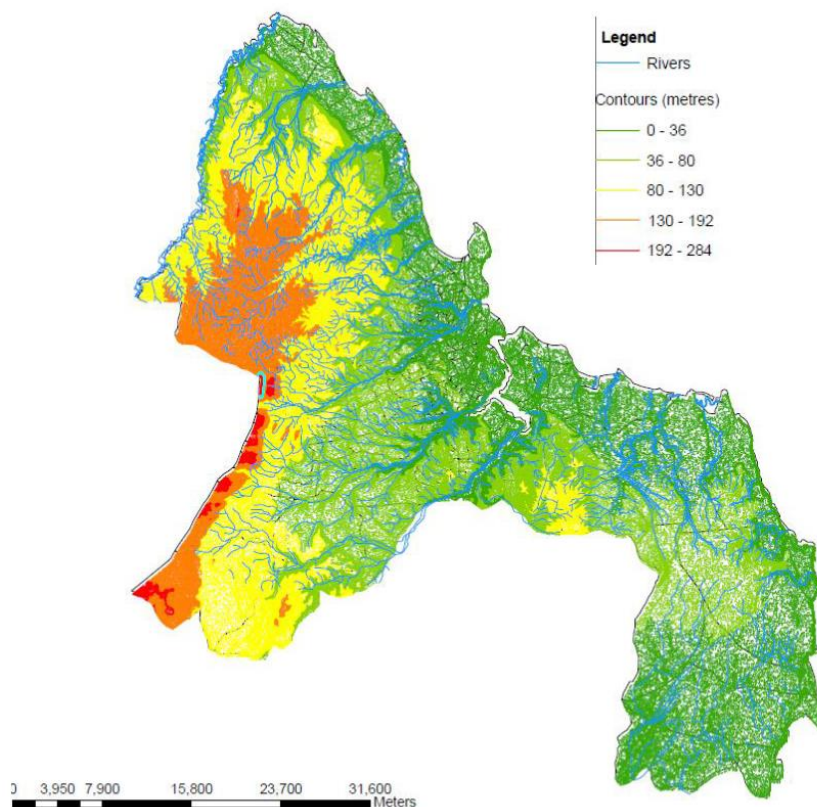 Legend
Rivers
Contours (metres)
0 - 36
36 - 80
80 - 130
130 - 192
192 - 284
0 3,950 7,900 15,800 23,700 31,600
Meters